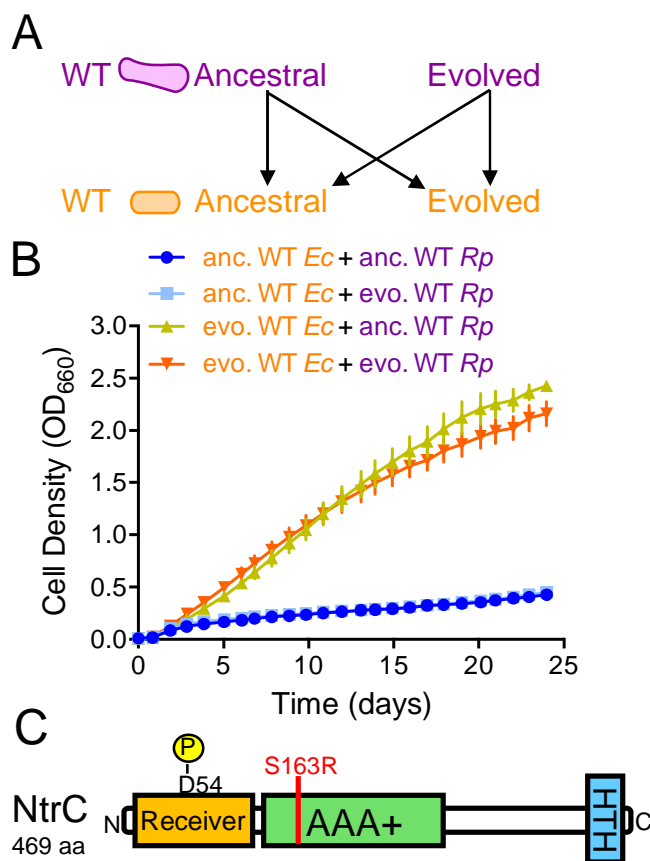 A
WT Ancestral Evolved
WT Ancestral Evolved
B
anc. WT Ec + anc. WT Rp
anc. WT Ec + evo. WT Rp
evo. WT Ec + anc. WT Rp
evo. WT Ec + evo. WT Rp
Cell Density (OD660)
3.0
2.5
2.0
1.5
1.0
0.5
0.0
0 5 10 15 20 25
Time (days)
C
P
D54
S163R
NtrC
469 aa
N Receiver AAA+ HTH C